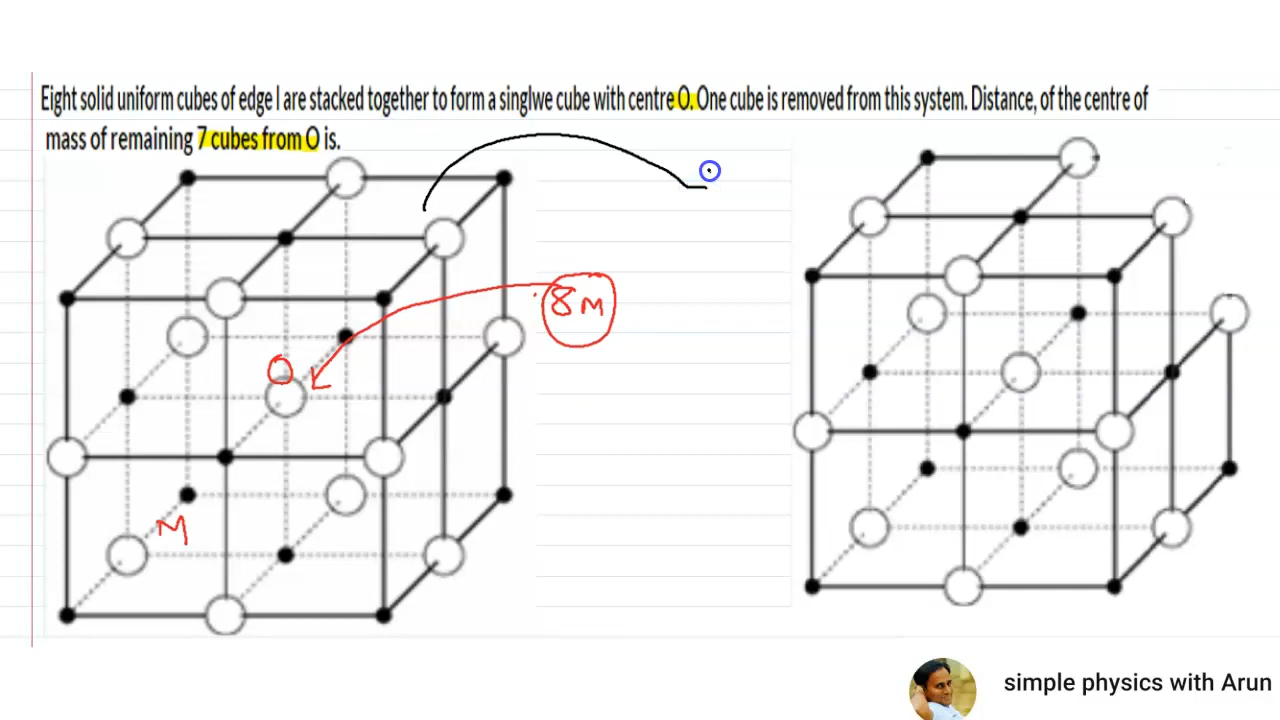 Eight solid uniform cubes of edge l are stacked together to form a singlwe cube with centre O. One cube is removed from this system. Distance, of the centre of
mass of remaining 7 cubes from O is.
8M
O
M
simple physics with Arun